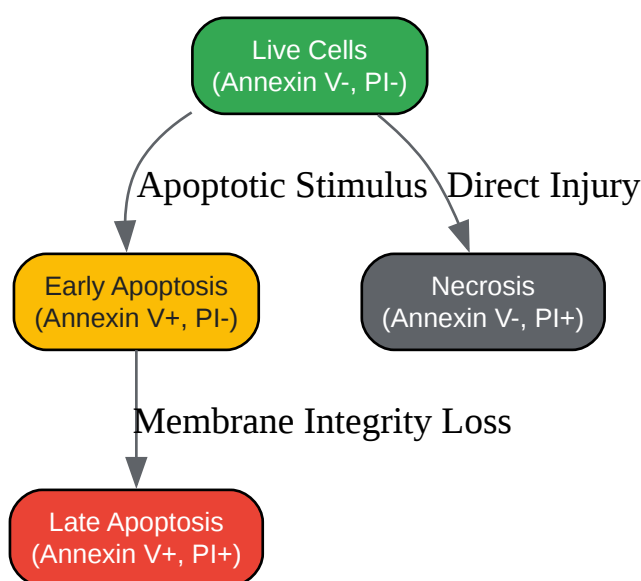 Live Cells
(Annexin V-, PI-)
Apoptotic Stimulus
Direct Injury
Early Apoptosis
(Annexin V+, PI-)
Necrosis
(Annexin V-, PI+)
Membrane Integrity Loss
Late Apoptosis
(Annexin V+, PI+)